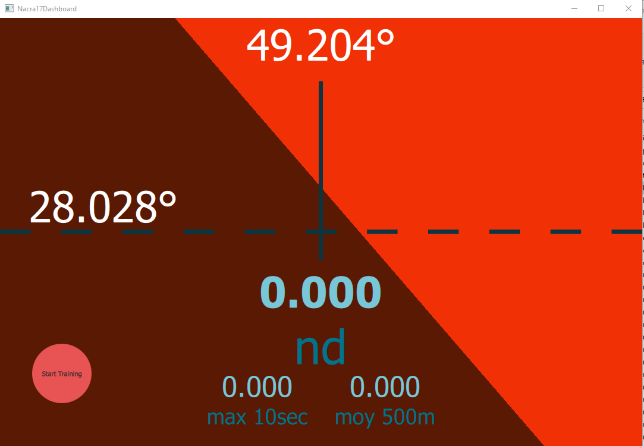 Nacra17Dashboard
49.204°
28.028°
0.000
nd
Start Training
0.000 0.000
max 10sec moy 500m